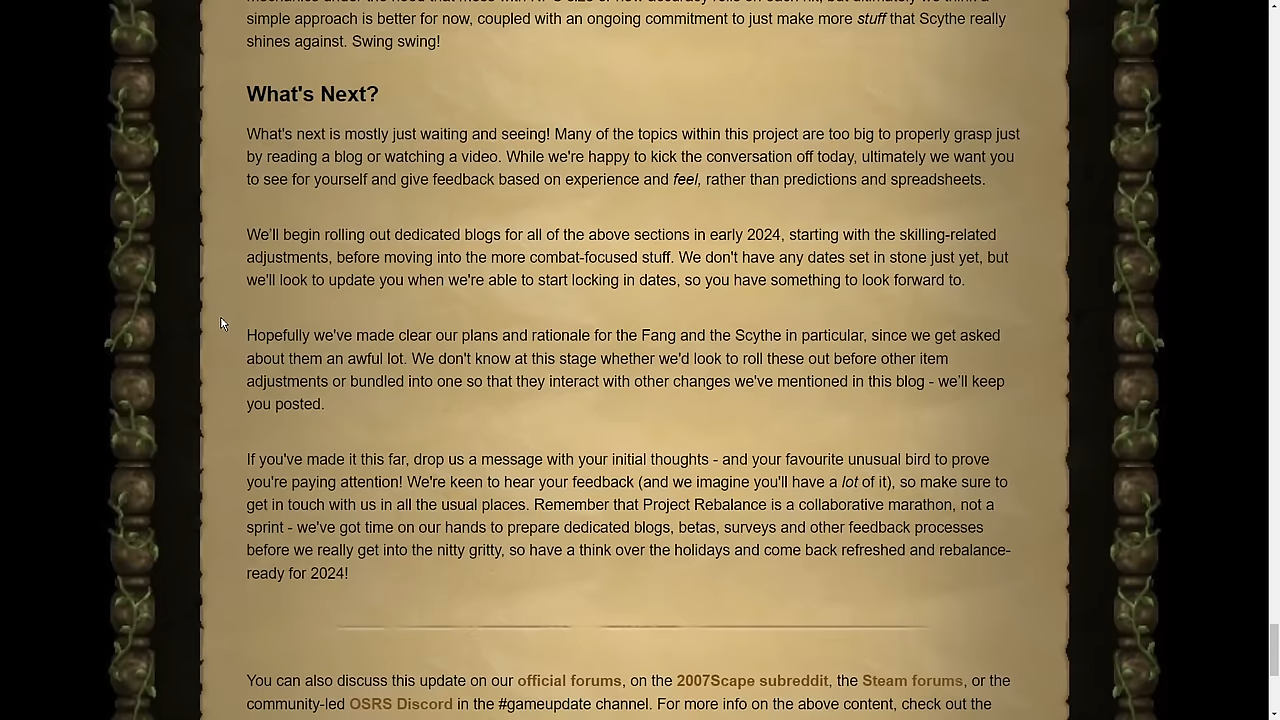 simple approach is better for now, coupled with an ongoing commitment to just make more stuff that Scythe really
shines against. Swing swing!
What's Next?
What's next is mostly just waiting and seeing! Many of the topics within this project are too big to properly grasp just
by reading a blog or watching a video. While we're happy to kick the conversation off today, ultimately we want you
to see for yourself and give feedback based on experience and feel, rather than predictions and spreadsheets.
We'll begin rolling out dedicated blogs for all of the above sections in early 2024, starting with the skilling-related
adjustments, before moving into the more combat-focused stuff. We don't have any dates set in stone just yet, but
we'll look to update you when we're able to start locking in dates, so you have something to look forward to.
Hopefully we've made clear our plans and rationale for the Fang and the Scythe in particular, since we get asked
about them an awful lot. We don't know at this stage whether we'd look to roll these out before other item
adjustments or bundled into one so that they interact with other changes we've mentioned in this blog - we'll keep
you posted.
If you've made it this far, drop us a message with your initial thoughts - and your favourite unusual bird to prove
you're paying attention! We're keen to hear your feedback (and we imagine you'll have a lot of it), so make sure to
get in touch with us in all the usual places. Remember that Project Rebalance is a collaborative marathon, not a
sprint - we've got time on our hands to prepare dedicated blogs, betas, surveys and other feedback processes
before we really get into the nitty gritty, so have a think over the holidays and come back refreshed and rebalance-
ready for 2024!
You can also discuss this update on our official forums, on the 2007Scape subreddit, the Steam forums, or the
community-led OSRS Discord in the #gameupdate channel. For more info on the above content, check out the